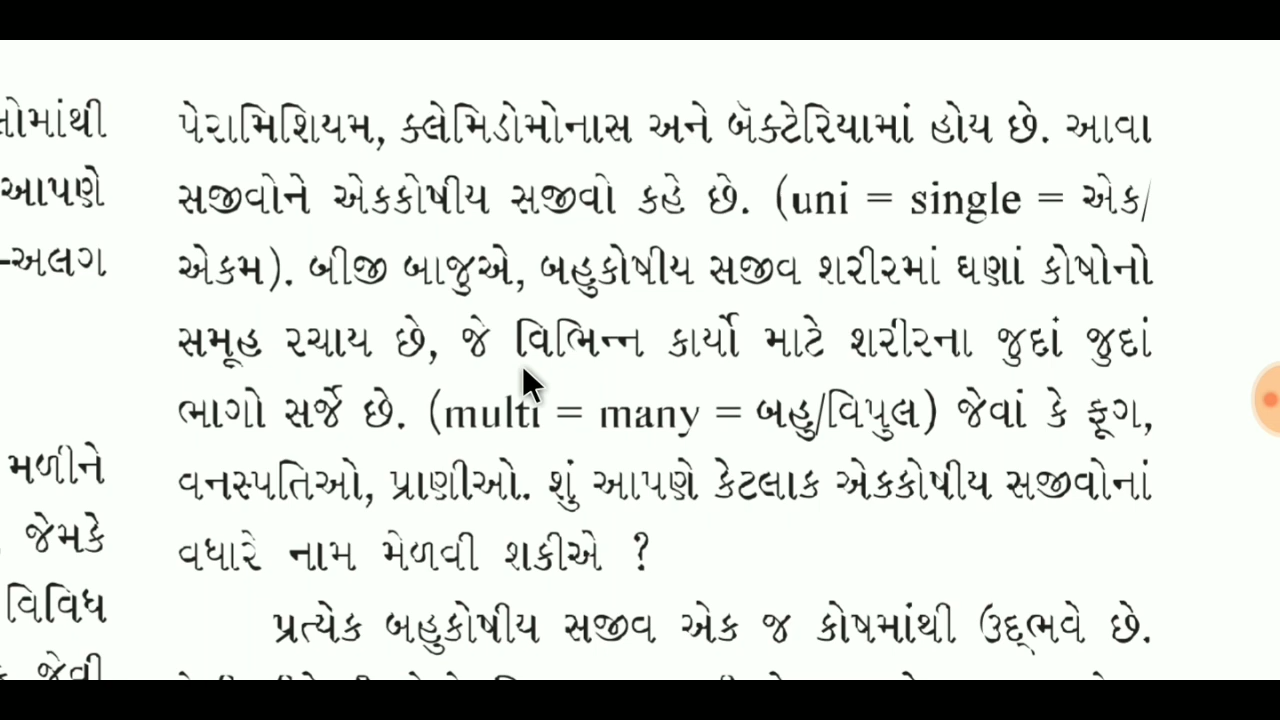 પેરામિશિયમ, ક્લેમિડોમોનાસ અને બૅક્ટેરિયામાં હોય છે. આવા
સજીવોને એકકોષીય સજીવો કહે છે. (uni = single = એક/
એકમ). બીજી બાજુએ, બહુકોષીય સજીવ શરીરમાં ઘણાં કોષોનો
સમૂહ રચાય છે, જે વિભિન્ન કાર્યો માટે શરીરના જુદાં જુદાં
ભાગો સર્જે છે. (multi = many = બહુ/વિપુલ) જેવાં કે ફૂગ,
વનસ્પતિઓ, પ્રાણીઓ. શું આપણે કેટલાક એકકોષીય સજીવોનાં
વધારે નામ મેળવી શકીએ ?
પ્રત્યેક બહુકોષીય સજીવ એક જ કોષમાંથી ઉદ્ભવે છે.
આપણે
-અલગ
મળીને
જેમકે
વિવિધ
જેવી